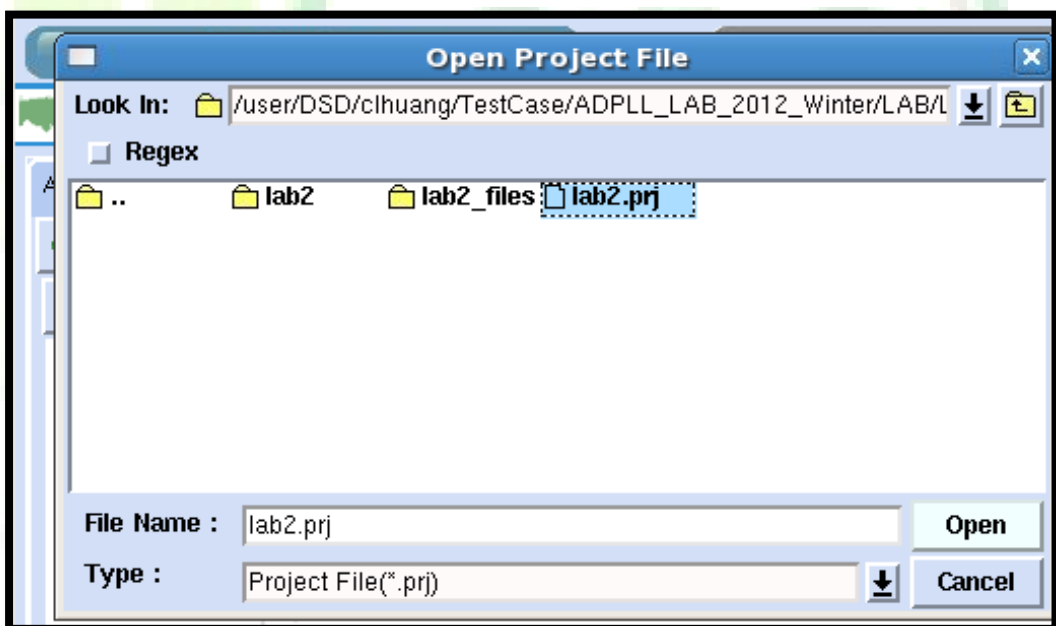 Open Project File
Look In: /user/DSD/clhuang/TestCase/ADPLL_LAB_2012_Winter/LAB/L
Regex
.. lab2 lab2_files lab2.prj
File Name : lab2.prj Open
Type : Project File(*.prj) Cancel